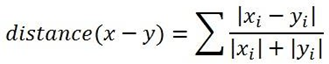 distance(x − y) = ∑ |xᵢ − yᵢ| / |xᵢ| + |yᵢ|